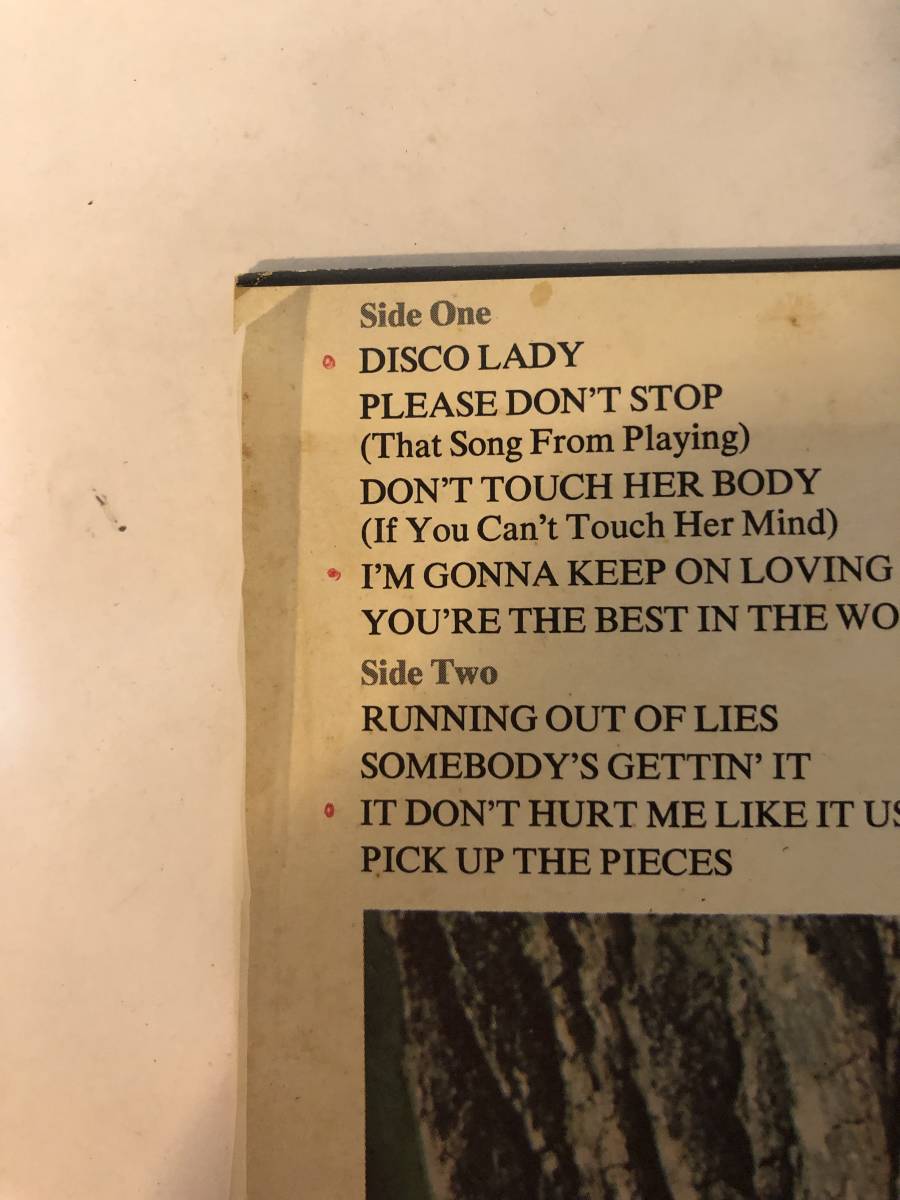 Side One
DISCO LADY
PLEASE DON'T STOP
(That Song From Playing)
DON'T TOUCH HER BODY
(If You Can't Touch Her Mind)
I'M GONNA KEEP ON LOVING
YOU'RE THE BEST IN THE WO
Side Two
RUNNING OUT OF LIES
SOMEBODY'S GETTIN' IT
IT DON'T HURT ME LIKE IT US
PICK UP THE PIECES